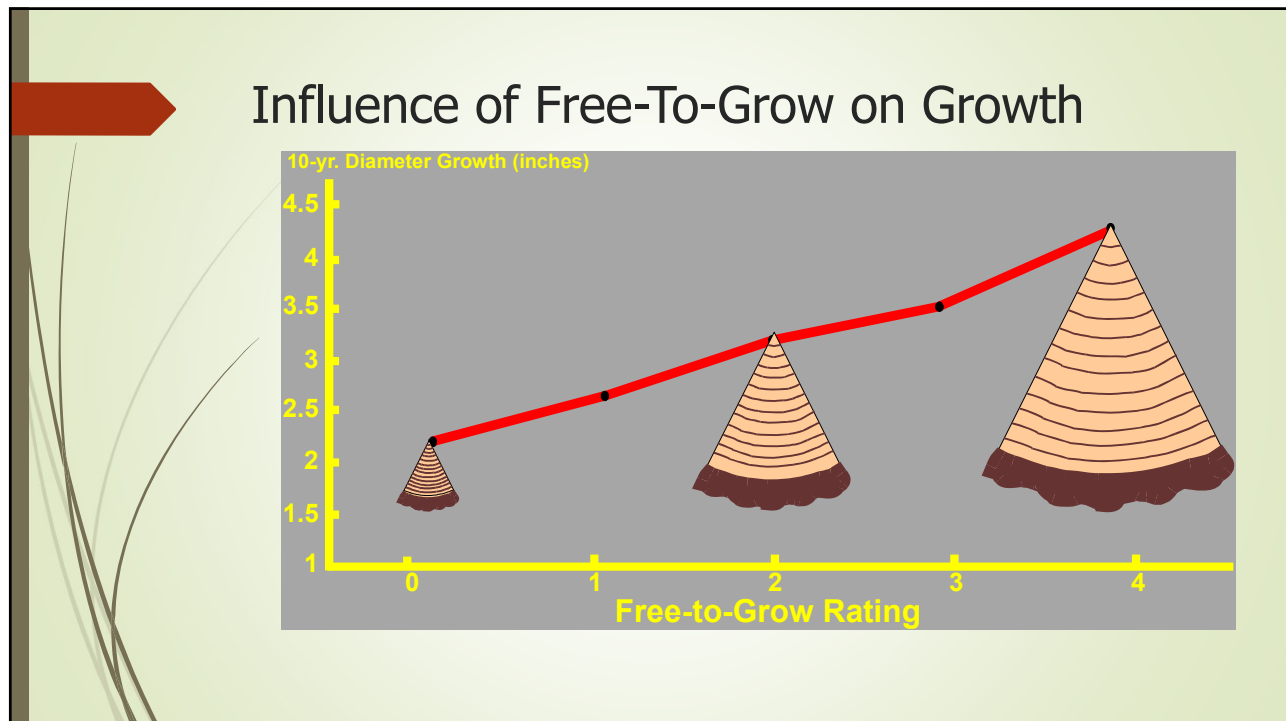 Influence of Free-To-Grow on Growth
10-yr. Diameter Growth (inches)
4.5
4
3.5
3
2.5
2
1.5
1
0 1 2 3 4
Free-to-Grow Rating